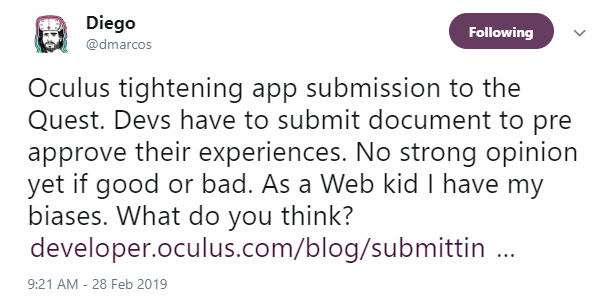 Diego
@dmarcos
Following
Oculus tightening app submission to the
Quest. Devs have to submit document to pre
approve their experiences. No strong opinion
yet if good or bad. As a Web kid I have my
biases. What do you think?
developer.oculus.com/blog/submittin ...
9:21 AM - 28 Feb 2019